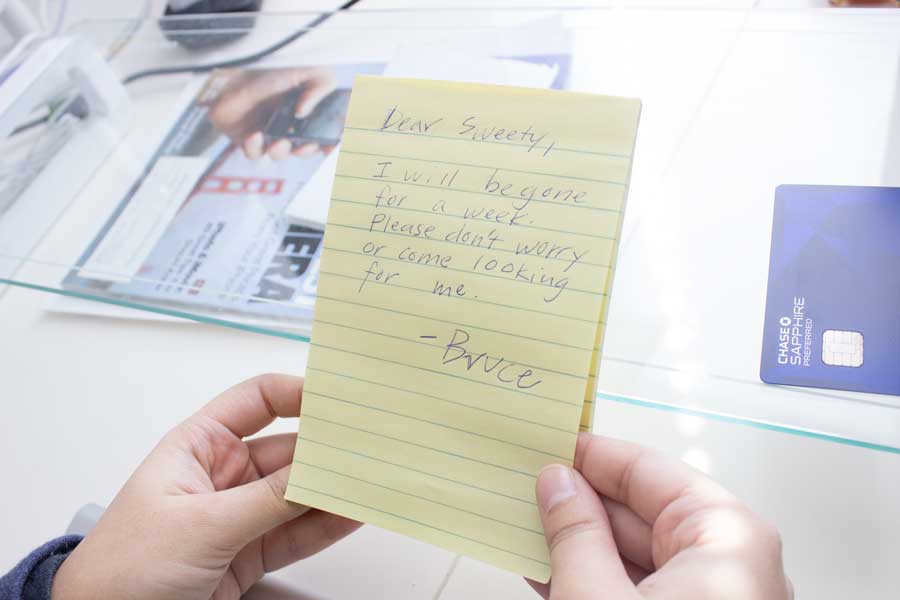 Dear Sweety,
I will be gone
for a week.
Please don't worry
or come looking
for me.
-Bruce
CHASE
SAPPHIRE
PREFERRED
ERA